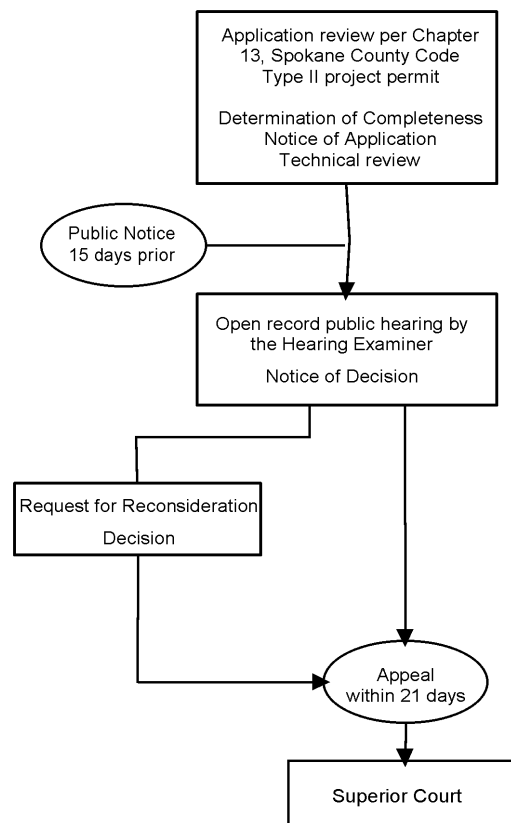 Application review per Chapter
13, Spokane County Code
Type II project permit
Determination of Completeness
Notice of Application
Technical review
Public Notice
15 days prior
Open record public hearing by
the Hearing Examiner
Notice of Decision
Request for Reconsideration
Decision
Appeal
within 21 days
Superior Court